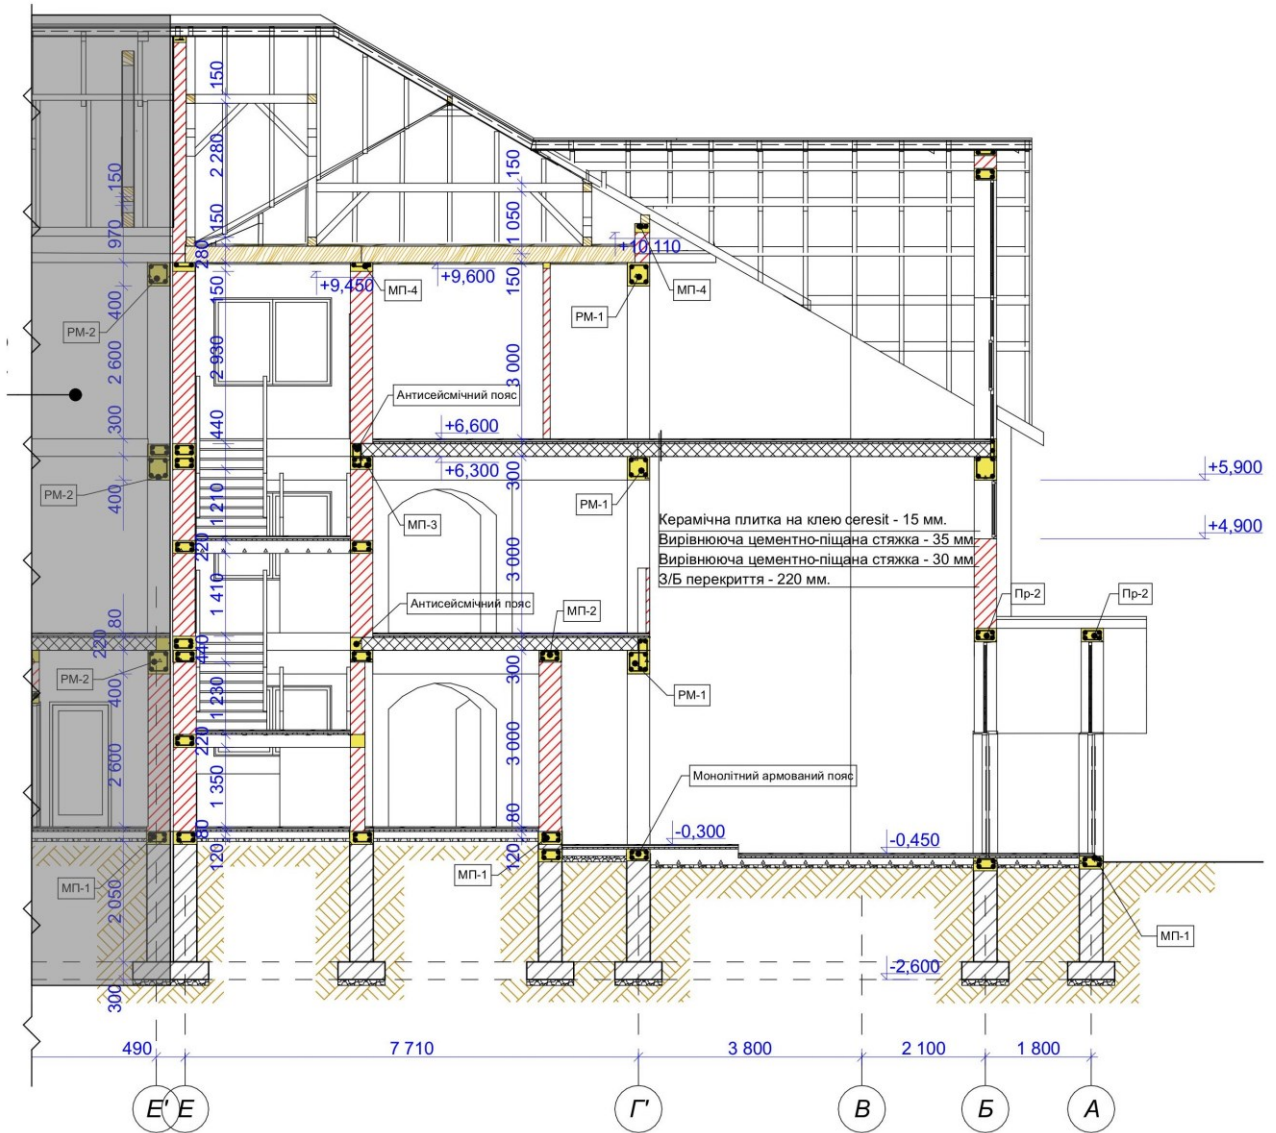 150
2 280
150
280
150
2 930
440
1 210
220
1 410
440
1 230
220
1 350
80
120
150
970
400
2 600
300
400
80
220
400
2 600
2 050
300
150
1 050
150
3 000
300
3 000
300
3 000
80
120
+10,110
+9,450
+9,600
МП-4
МП-4
РМ-2
РМ-1
Антисейсмічний пояс
+6,600
+6,300
РМ-2
РМ-1
МП-3
+5,900
+4,900
Керамічна плитка на клею ceresit - 15 мм.
Вирівнююча цементно-піщана стяжка - 35 мм
Вирівнююча цементно-піщана стяжка - 30 мм
З/Б перекриття - 220 мм.
Антисейсмічний пояс
МП-2
Пр-2
Пр-2
РМ-2
РМ-1
Монолітний армований пояс
-0,300
-0,450
МП-1
МП-1
МП-1
-2,600
490
7 710
3 800
2 100
1 800
Е'
Е
Г'
В
Б
А